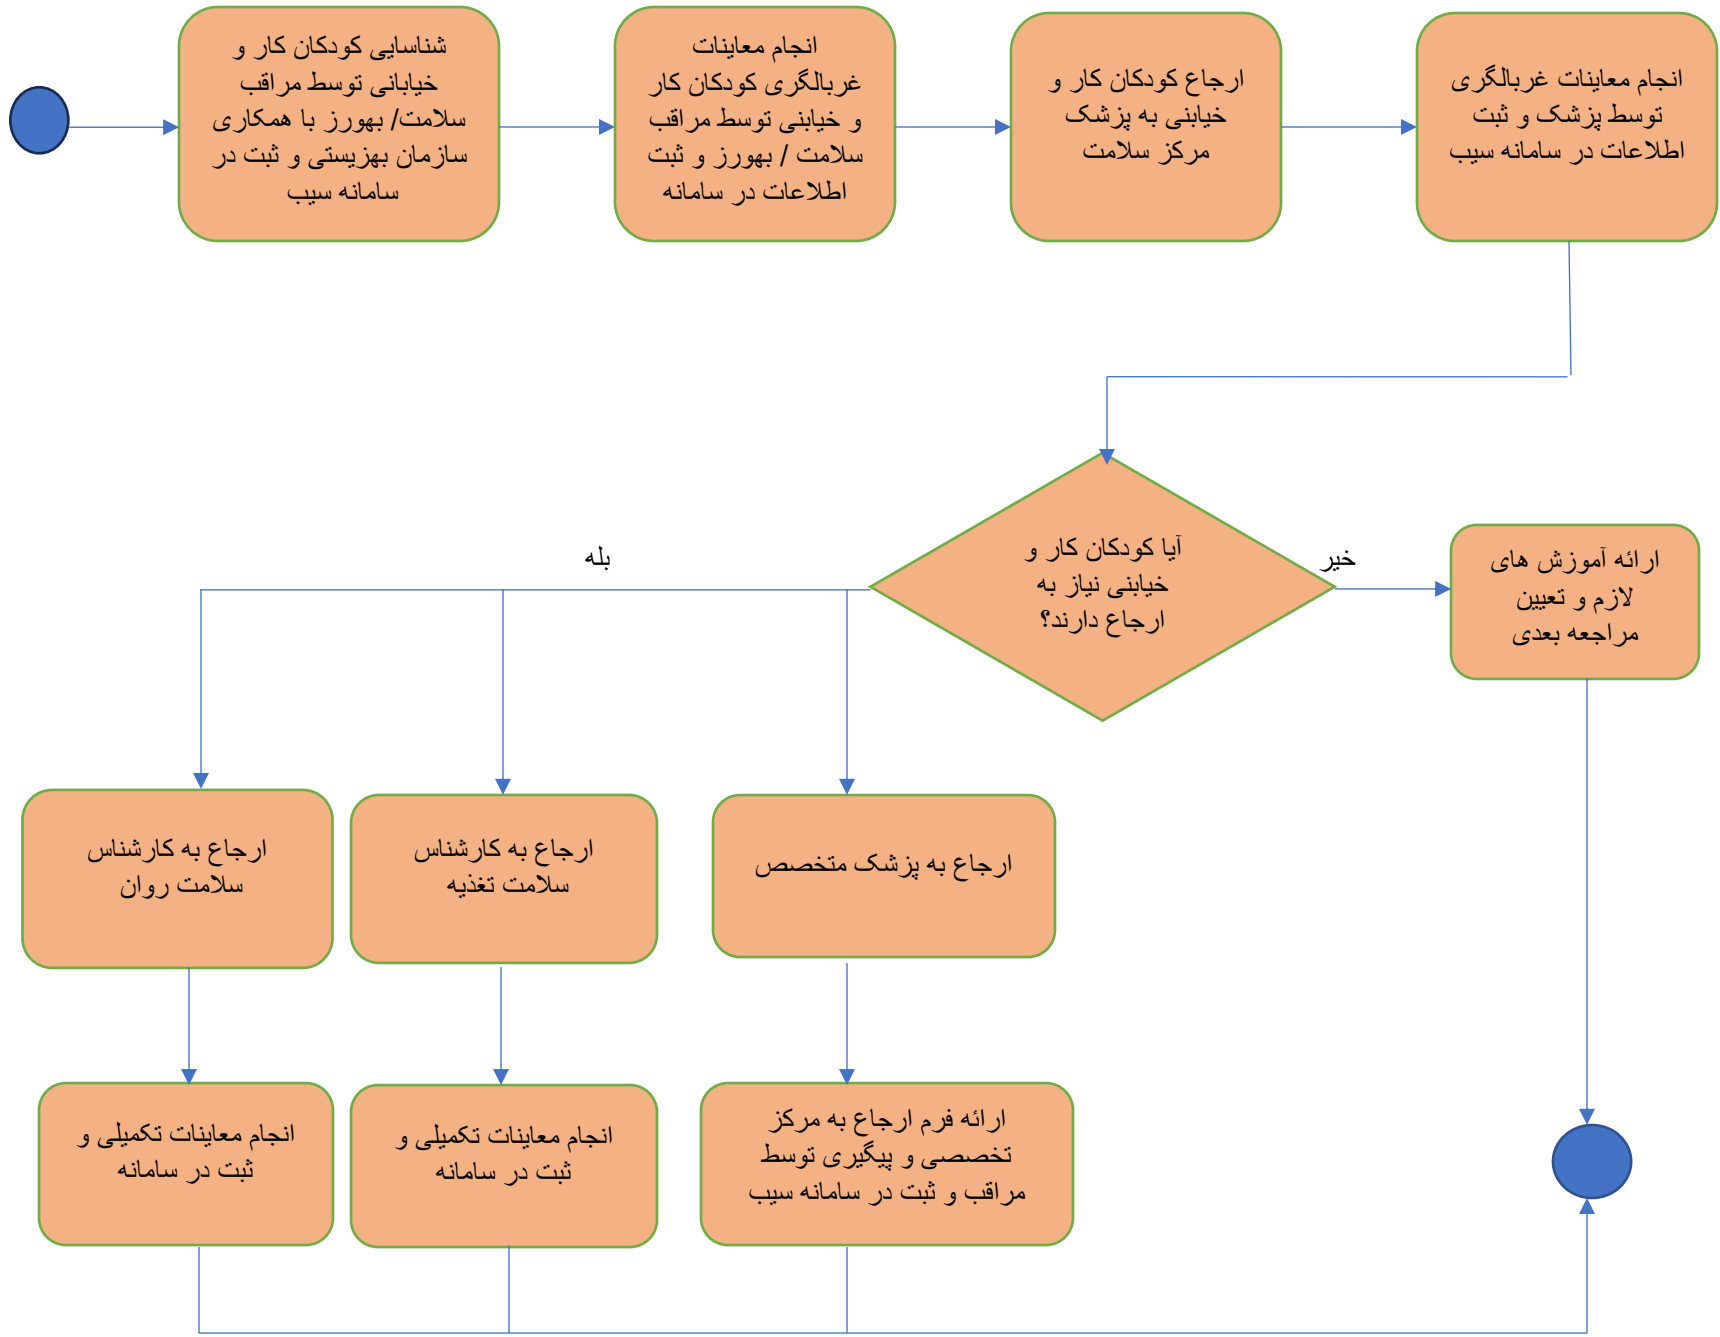 شناسایی کودکان کار و
خیابانی توسط مراقب
سلامت/ بهورز با همکاری
سازمان بهزیستی و ثبت در
سامانه سیب
انجام معاینات
غربالگری کودکان کار
و خیابنی توسط مراقب
سلامت / بهورز و ثبت
اطلاعات در سامانه
ارجاع کودکان کار و
خیابنی به پزشک
مرکز سلامت
انجام معاینات غربالگری
توسط پزشک و ثبت
اطلاعات در سامانه سیب
آیا کودکان کار و
خیابنی نیاز به
ارجاع دارند؟
خیر
بله
ارائه آموزش های
لازم و تعیین
مراجعه بعدی
ارجاع به کارشناس
سلامت روان
ارجاع به کارشناس
سلامت تغذیه
ارجاع به پزشک متخصص
انجام معاینات تکمیلی و
ثبت در سامانه
انجام معاینات تکمیلی و
ثبت در سامانه
ارائه فرم ارجاع به مرکز
تخصصی و پیگیری توسط
مراقب و ثبت در سامانه سیب